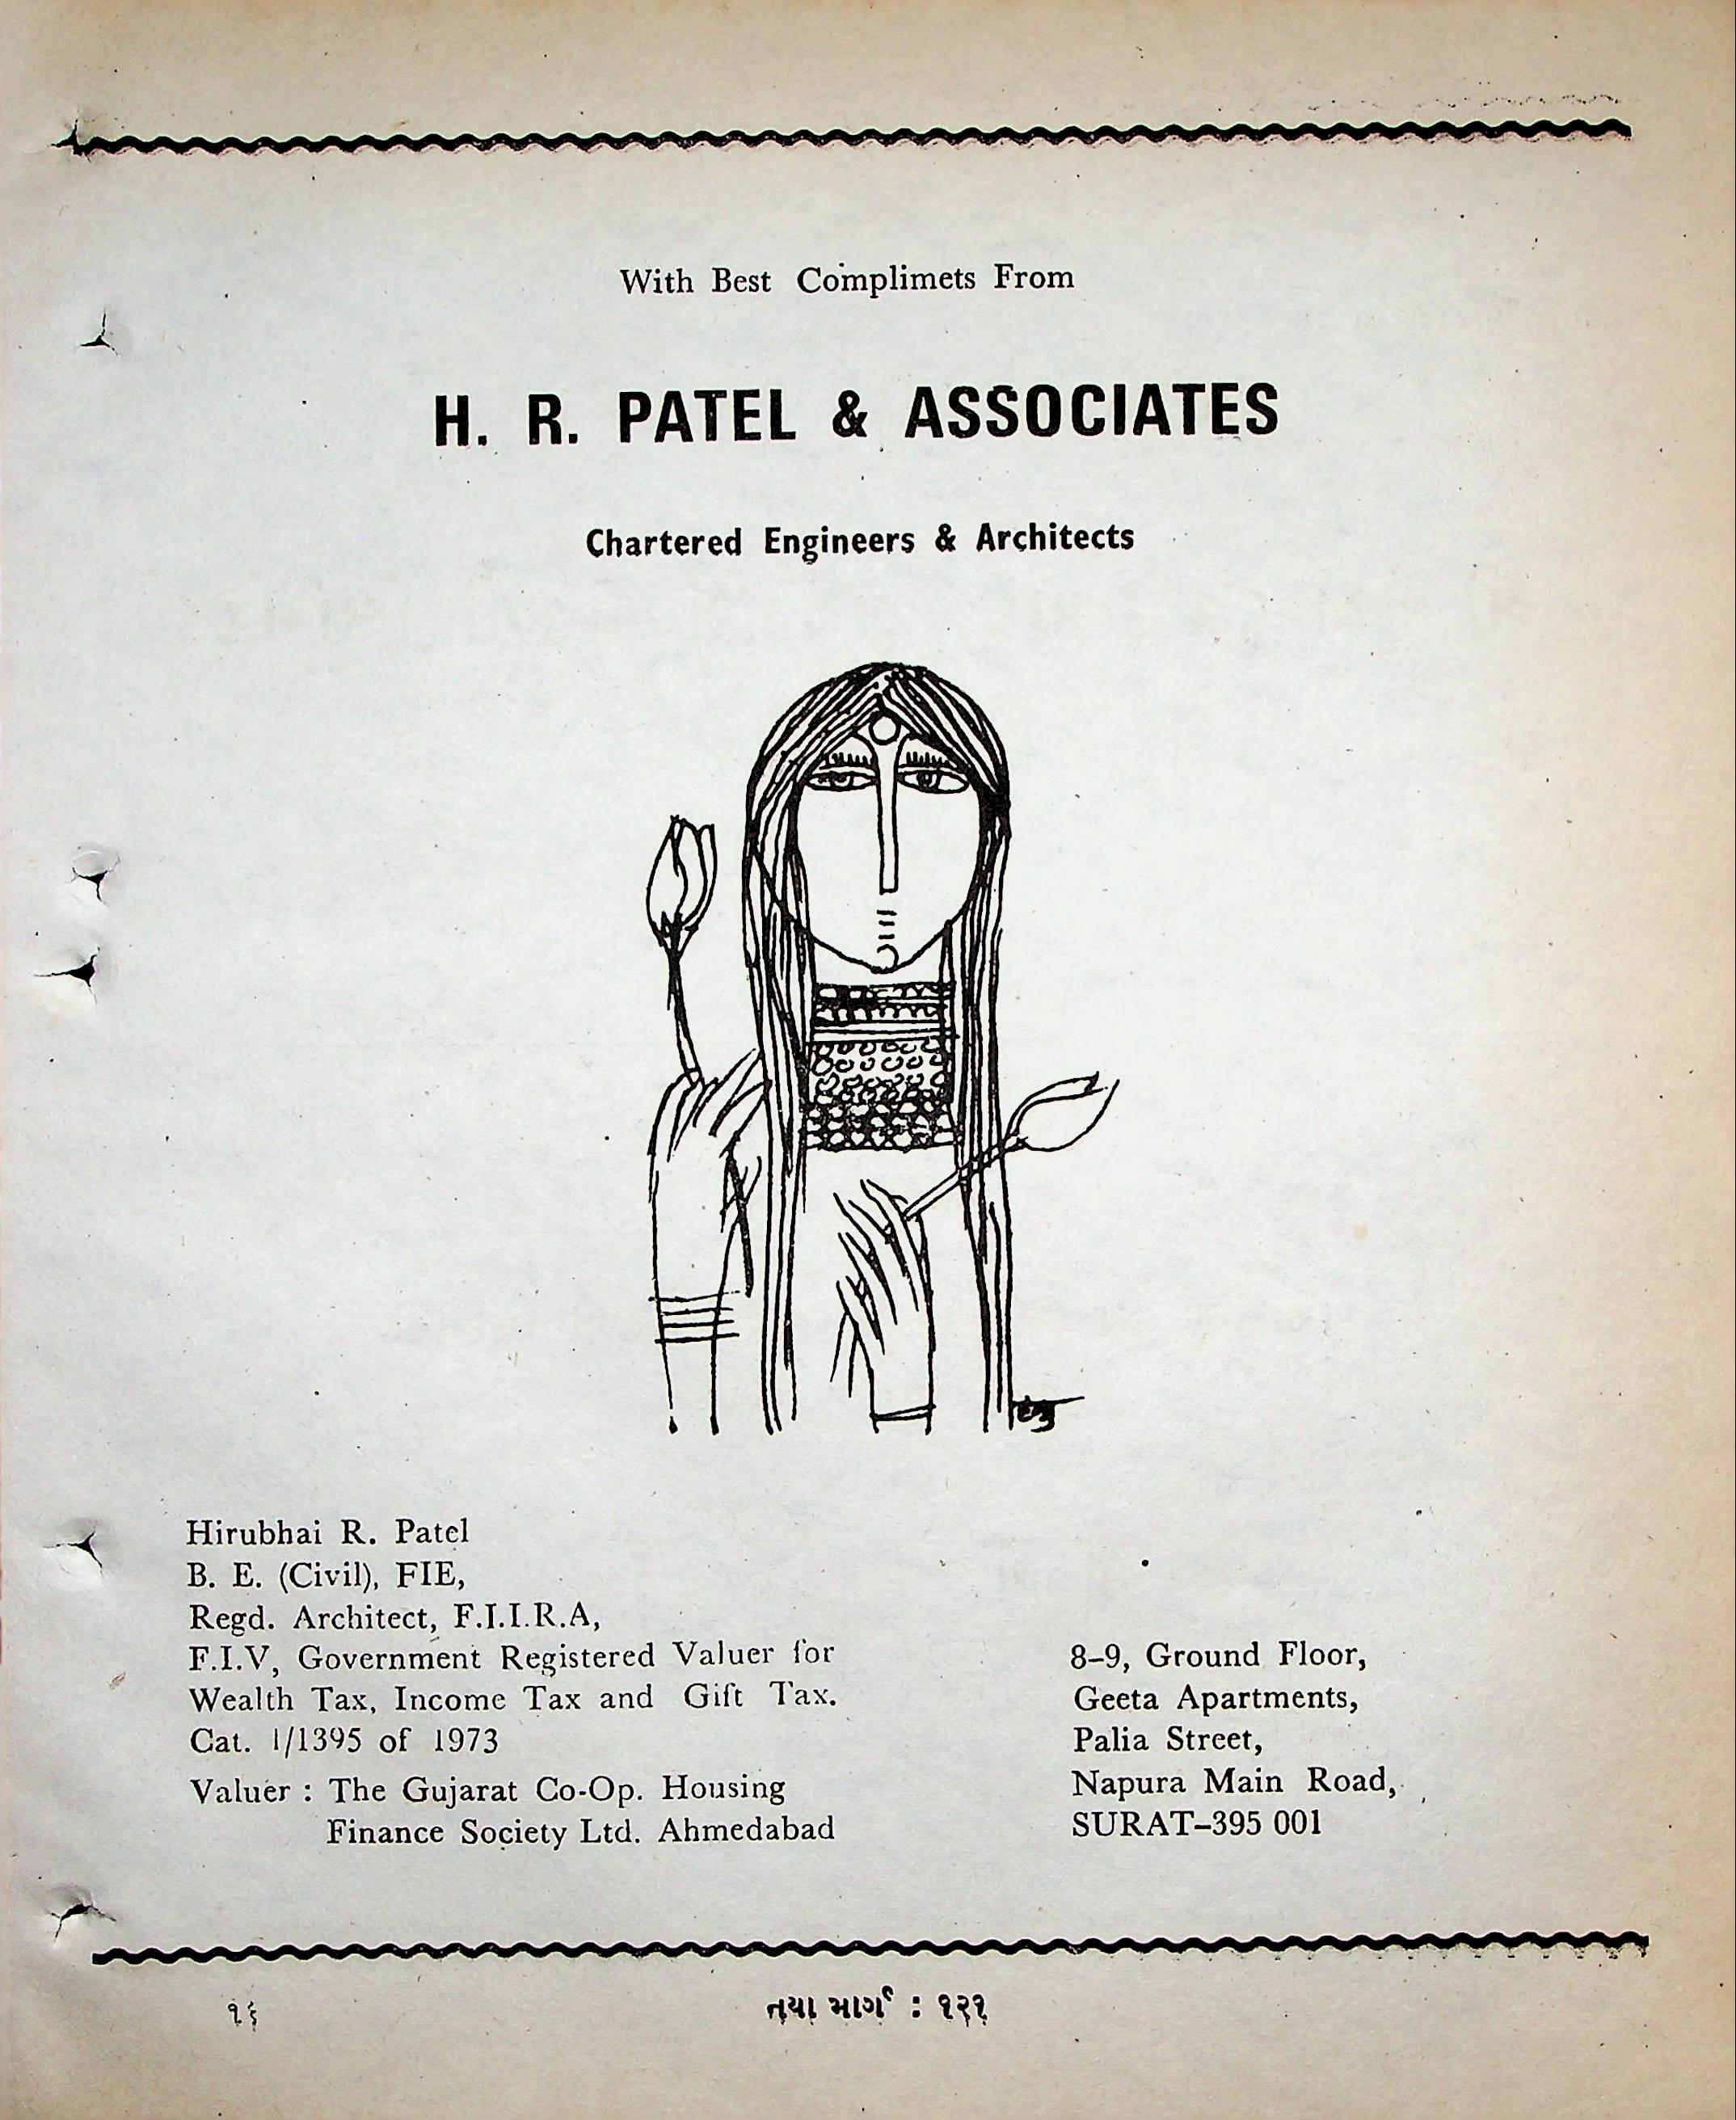 With Best Complimets From
H. R. PATEL & ASSOCIATES
Chartered Engineers & Architects
Hirubhai R. Patel
B. E. (Civil), FIE,
Regd. Architect, F.I.I.R.A,
F.I.V, Government Registered Valuer for
Wealth Tax, Income Tax and Gift Tax.
Cat. 1/1395 of 1973
Valuer : The Gujarat Co-Op. Housing
Finance Society Ltd. Ahmedabad
8–9, Ground Floor,
Geeta Apartments,
Palia Street,
Napura Main Road,
SURAT–395 001
૧૬
નયા માર્ગ : ૧૨૧